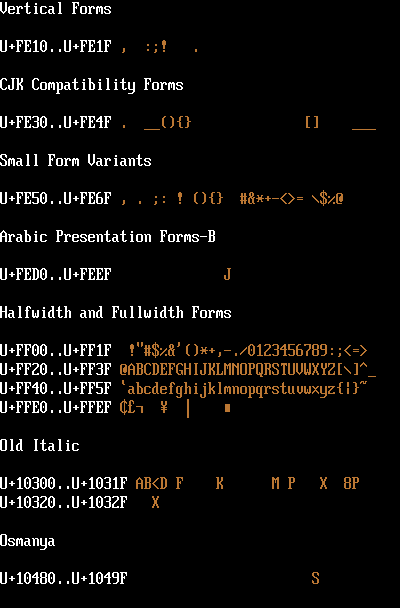 Vertical Forms
U+FE10..U+FE1F ,  :;!   .
CJK Compatibility Forms
U+FE30..U+FE4F .  __(){}              []    ___
Small Form Variants
U+FE50..U+FE6F , . ;: ! (){}  #&*+-<>= \$%@
Arabic Presentation Forms-B
U+FED0..U+FEEF              J
Halfwidth and Fullwidth Forms
U+FF00..U+FF1F  !"#$%&'()*+,-./0123456789:;<=>
U+FF20..U+FF3F @ABCDEFGHIJKLMNOPQRSTUVWXYZ[\]^_
U+FF40..U+FF5F `abcdefghijklmnopqrstuvwxyz{|}~
U+FFE0..U+FFEF ¢£¬  ¥  │    ▪
Old Italic
U+10300..U+1031F AB<D F    K      M P   X  8P
U+10320..U+1032F   X
Osmanya
U+10480..U+1049F                       S